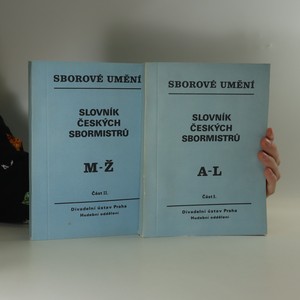 SBOROVÉ UMĚNÍ
SLOVNÍK
ČESKÝCH
SBORMISTRŮ
M-Ž
Část II.
Divadelní ústav Praha
Hudební oddělení
SBOROVÉ UMĚNÍ
SLOVNÍK
ČESKÝCH
SBORMISTRŮ
A-L
Část I.
Divadelní ústav Praha
Hudební oddělení